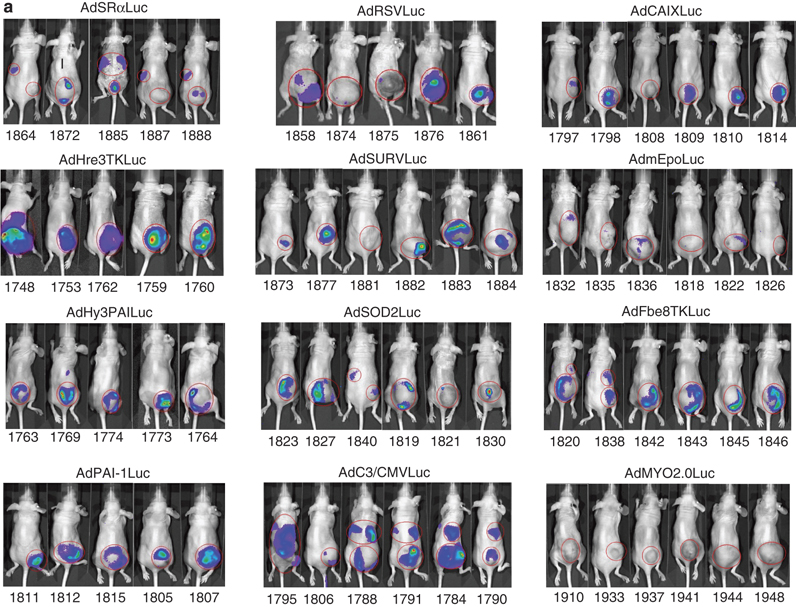 a
AdSRαLuc
AdRSVLuc
AdCAIXLuc
1864 1872 1885 1887 1888
1858 1874 1875 1876 1861
1797 1798 1808 1809 1810 1814
AdHre3TKLuc
AdSURVLuc
AdmEpoLuc
1748 1753 1762 1759 1760
1873 1877 1881 1882 1883 1884
1832 1835 1836 1818 1822 1826
AdHy3PAILuc
AdSOD2Luc
AdFbe8TKLuc
1763 1769 1774 1773 1764
1823 1827 1840 1819 1821 1830
1820 1838 1842 1843 1845 1846
AdPAI-1Luc
AdC3/CMVLuc
AdMYO2.0Luc
1811 1812 1815 1805 1807
1795 1806 1788 1791 1784 1790
1910 1933 1937 1941 1944 1948